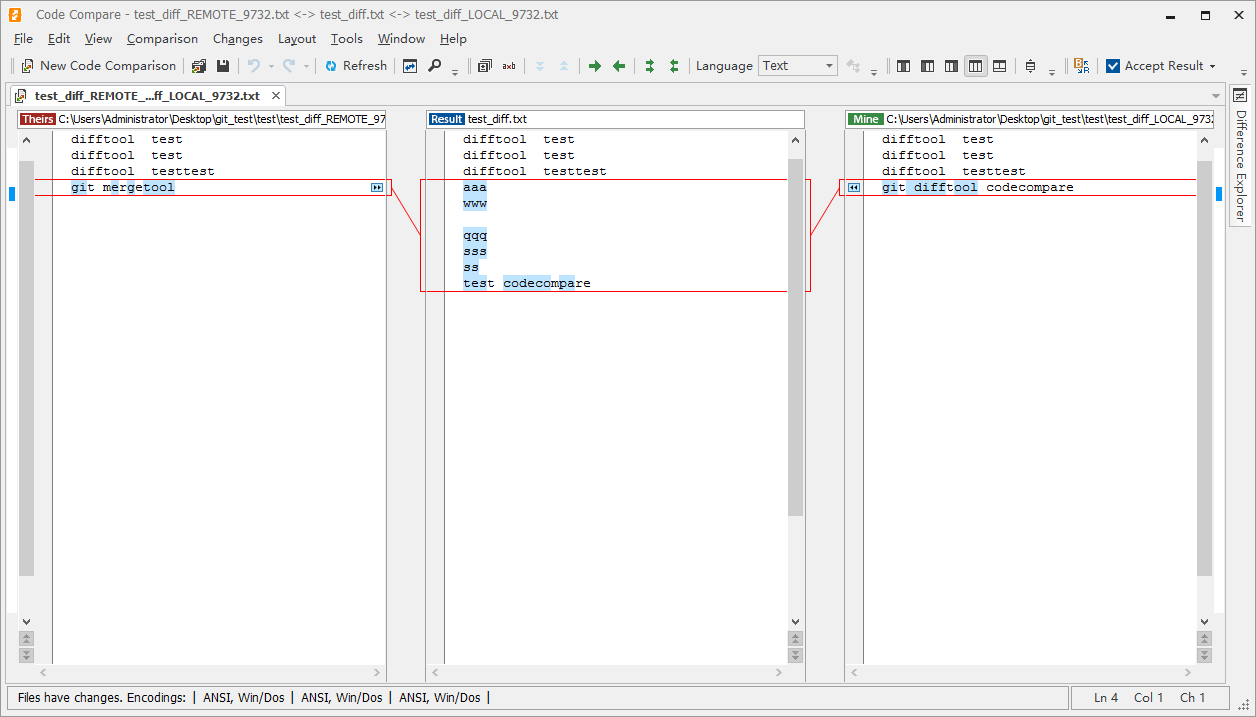 Code Compare - test_diff_REMOTE_9732.txt <-> test_diff.txt <-> test_diff_LOCAL_9732.txt
File Edit View Comparison Changes Layout Tools Window Help
New Code Comparison Refresh axb Language Text Accept Result
test_diff_REMOTE_...ff_LOCAL_9732.txt
Theirs C:\Users\Administrator\Desktop\git_test\test\test_diff_REMOTE_97
difftool  test
difftool  test
difftool  testtest
git mergetool
Result test_diff.txt
difftool  test
difftool  test
difftool  testtest
aaa
www
qqq
sss
ss
test codecompare
Mine C:\Users\Administrator\Desktop\git_test\test\test_diff_LOCAL_9732
difftool  test
difftool  test
difftool  testtest
git difftool codecompare
Difference Explorer
Files have changes. Encodings: | ANSI, Win/Dos | ANSI, Win/Dos | ANSI, Win/Dos |
Ln 4 Col 1 Ch 1